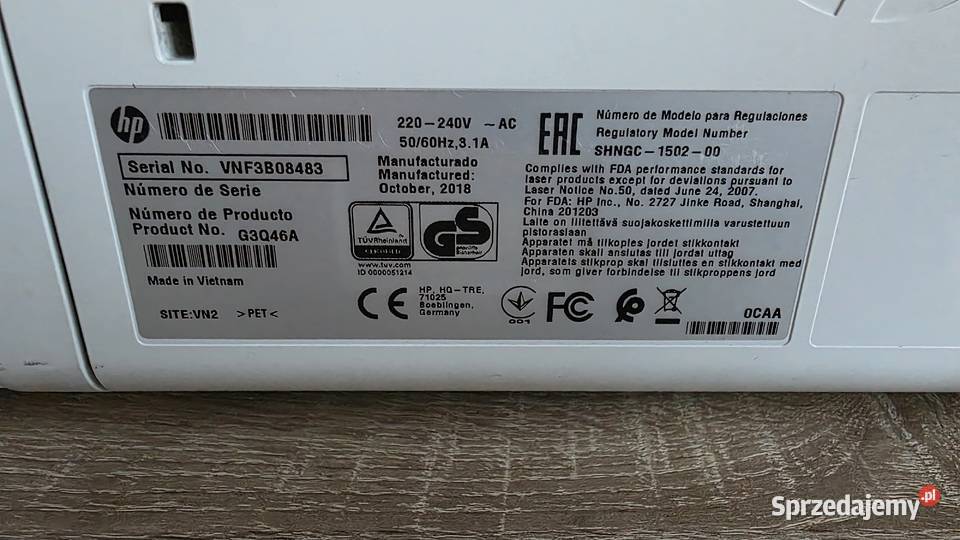 hp
220-240V ~ AC
50/60Hz,3.1A
Serial No. VNF3B08483
Número de Serie
Número de Producto
Product No. G3Q46A
Made in Vietnam
SITE:VN2 >PET<
Manufacturado
Manufactured:
October, 2018
TÜVRheinland
CERTIFIED
www.tuv.com
ID 0000051214
GS
geprüfte
Sicherheit
CE
HP, HQ-TRE,
71025
Boeblingen,
Germany
EAC
Número de Modelo para Regulaciones
Regulatory Model Number
SHNGC-1502-00
Complies with FDA performance standards for
laser products except for deviations pursuant to
Laser Notice No.50, dated June 24, 2007.
For FDA: HP Inc., No. 2727 Jinke Road, Shanghai,
China 201203
Laite on liitettävä suojakoskettimilla varustettuun
pistorasiaan
Apparatet må tilkoples jordet stikkontakt
Apparaten skall anslutas till jordat uttag
Apparatets stikprop skal tilsluttes en stikkontakt med
jord, som giver forbindelse til stikproppens jord
001
FC
0CAA
Sprzedajemy.pl